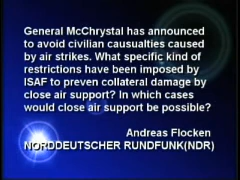 General McChrystal has announced
to avoid civilian causualties caused
by air strikes. What specific kind of
restrictions have been imposed by
ISAF to preven collateral damage by
close air support? In which cases
would close air support be possible?
Andreas Flocken
NORDDEUTSCHER RUNDFUNK(NDR)